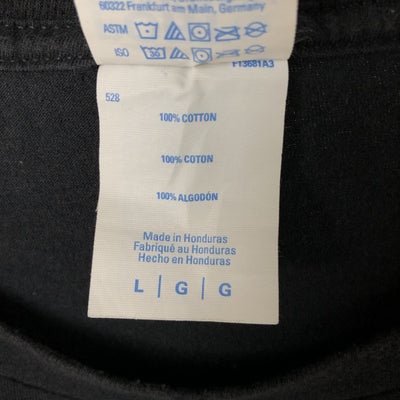 60322 Frankfurt am Main, Germany
ASTM
ISO 30
F13681A3
528
100% COTTON
100% COTON
100% ALGODÓN
Made in Honduras
Fabriqué au Honduras
Hecho en Honduras
L | G | G